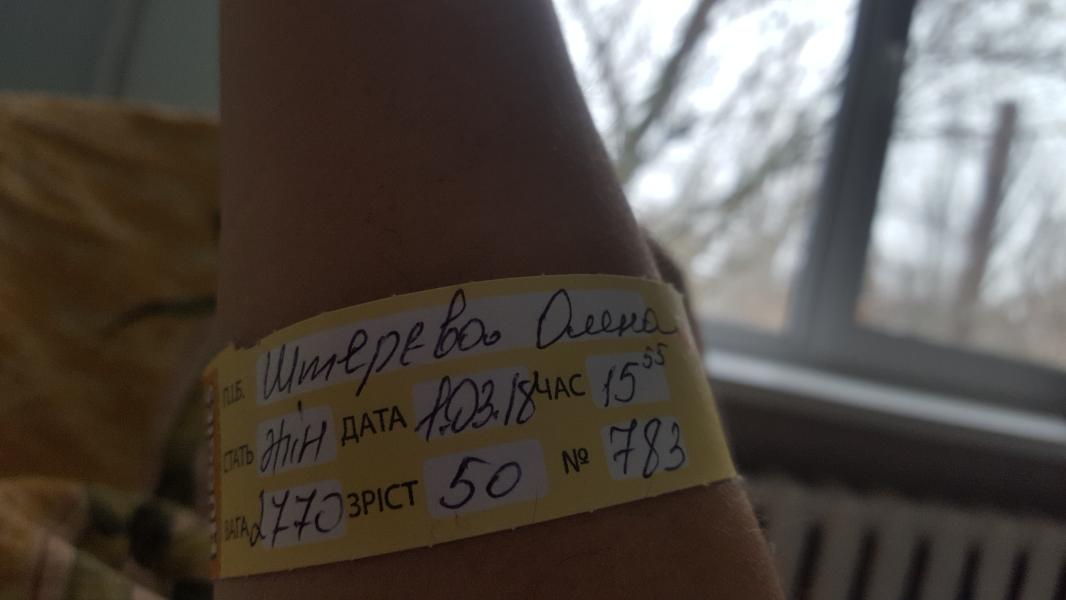 П.І.Б. Штерева Олена
СТАТЬ жін ДАТА 1.03.18 ЧАС 15 55
ВАГА 2770 ЗРІСТ 50 № 783